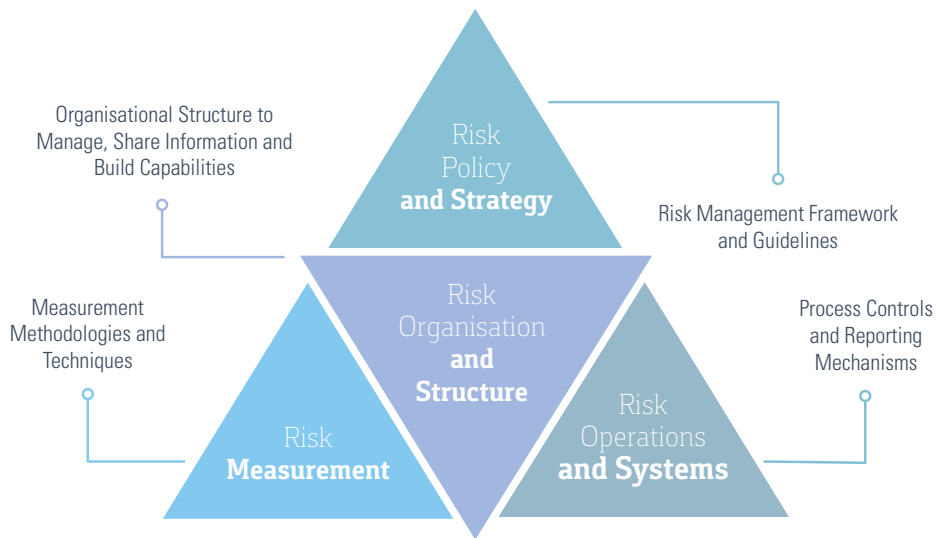 Organisational Structure to
Manage, Share Information and
Build Capabilities
Risk
Policy
and Strategy
Risk Management Framework
and Guidelines
Risk
Organisation
and
Structure
Measurement
Methodologies and
Techniques
Process Controls
and Reporting
Mechanisms
Risk
Measurement
Risk
Operations
and Systems